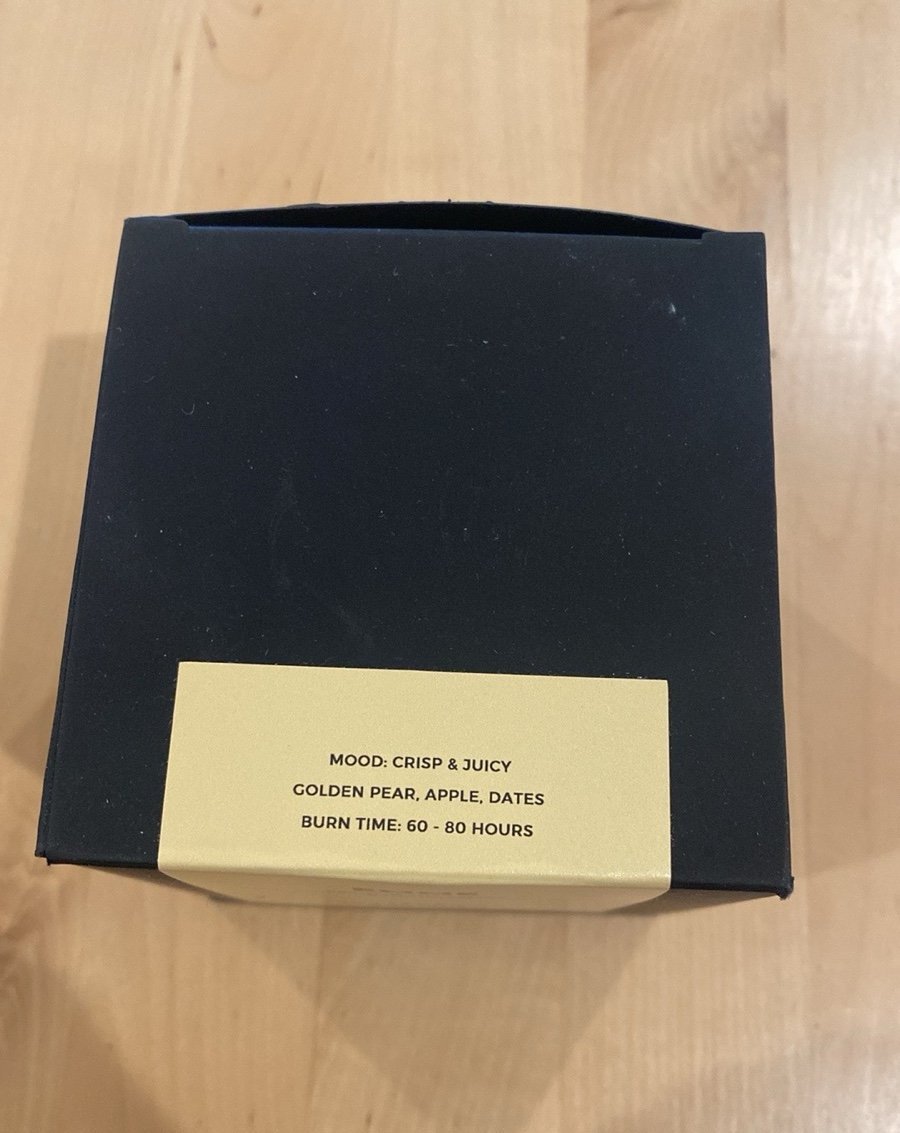 MOOD: CRISP & JUICY
GOLDEN PEAR, APPLE, DATES
BURN TIME: 60 - 80 HOURS